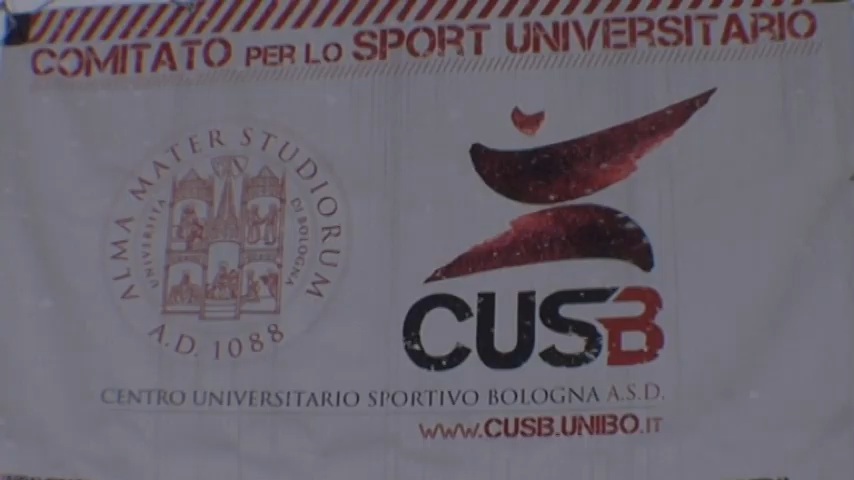 COMITATO PER LO SPORT UNIVERSITARIO
ALMA MATER STUDIORUM
UNIVERSITÀ DI BOLOGNA
A.D. 1088
CUSB
CENTRO UNIVERSITARIO SPORTIVO BOLOGNA A.S.D.
WWW.CUSB.UNIBO.IT